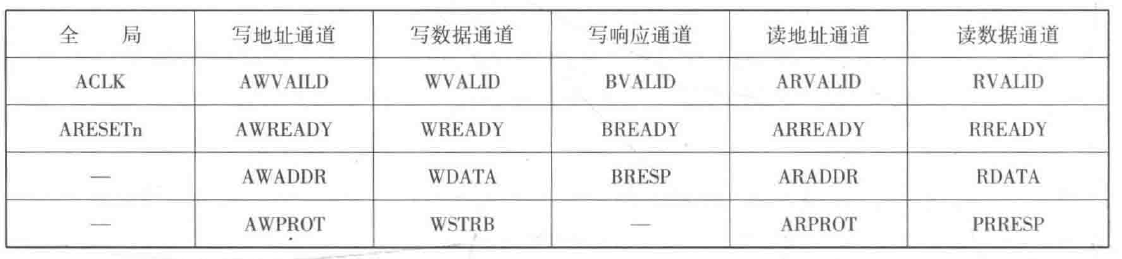 全 局 写地址通道 写数据通道 写响应通道 读地址通道 读数据通道
ACLK AWVAILD WVALID BVALID ARVALID RVALID
ARESETn AWREADY WREADY BREADY ARREADY RREADY
— AWADDR WDATA BRESP ARADDR RDATA
— AWPROT WSTRB — ARPROT PRRESP